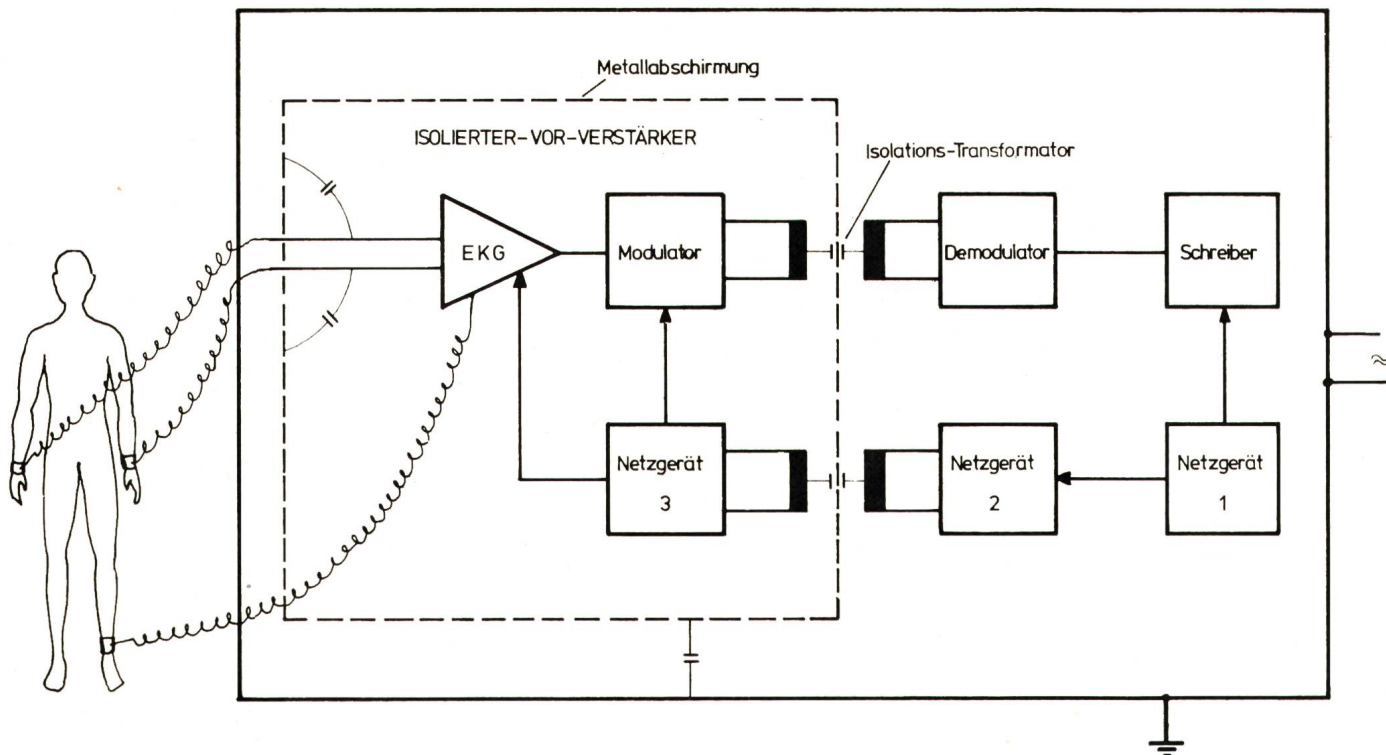 Metallabschirmung
ISOLIERTER-VOR-VERSTÄRKER
Isolations-Transformator
EKG
Modulator
Demodulator
Schreiber
≈
Netzgerät
3
Netzgerät
2
Netzgerät
1